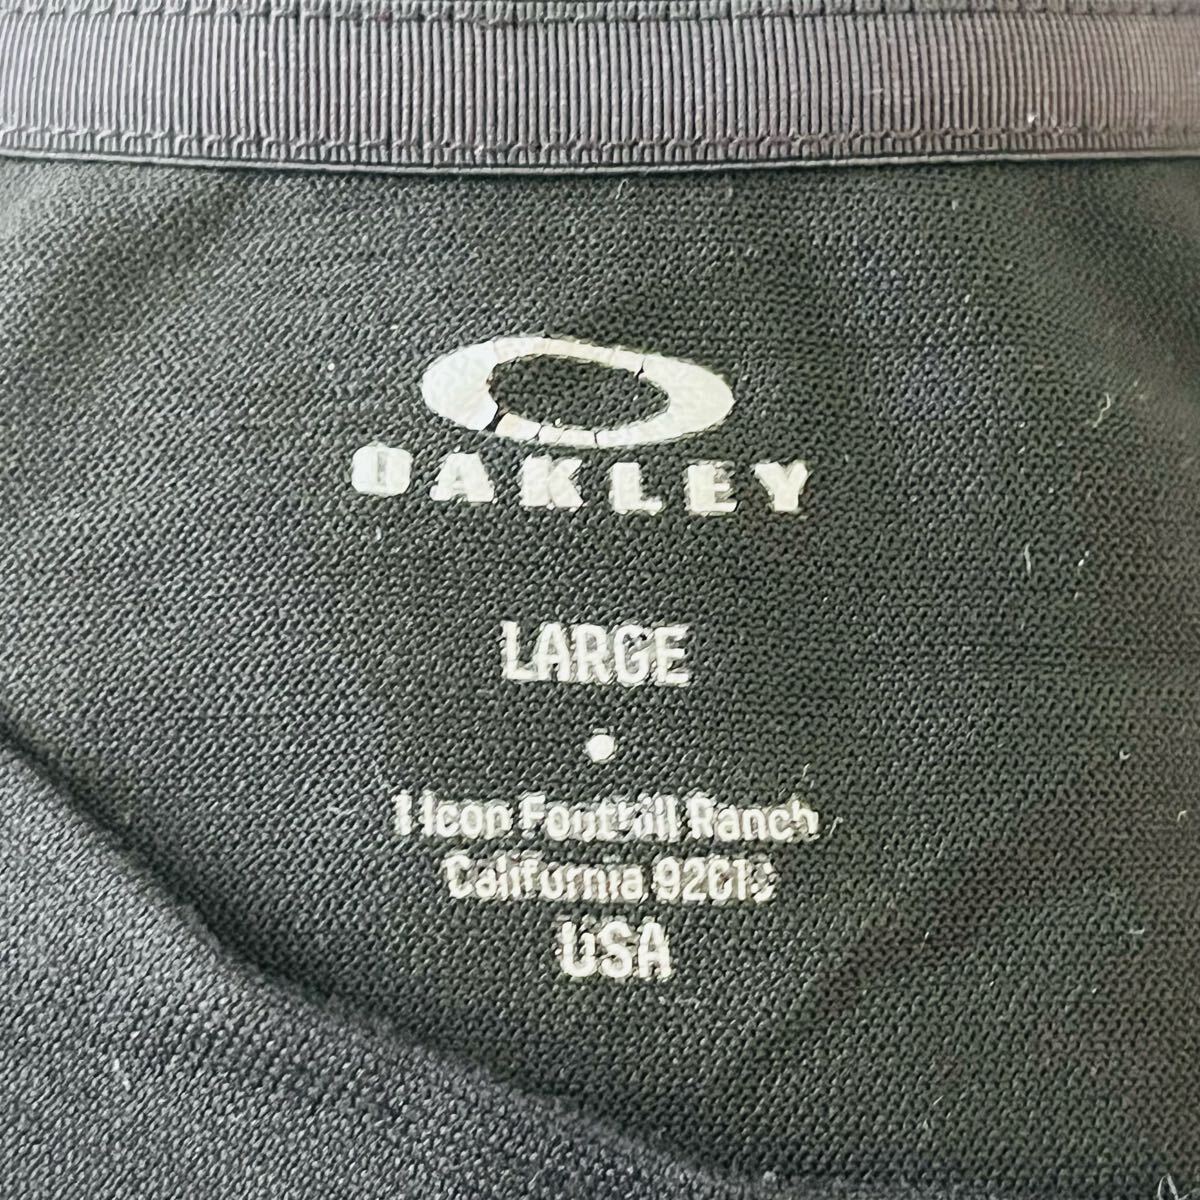 OAKLEY
LARGE
•
1 Icon Foothill Ranch
California 92610
USA